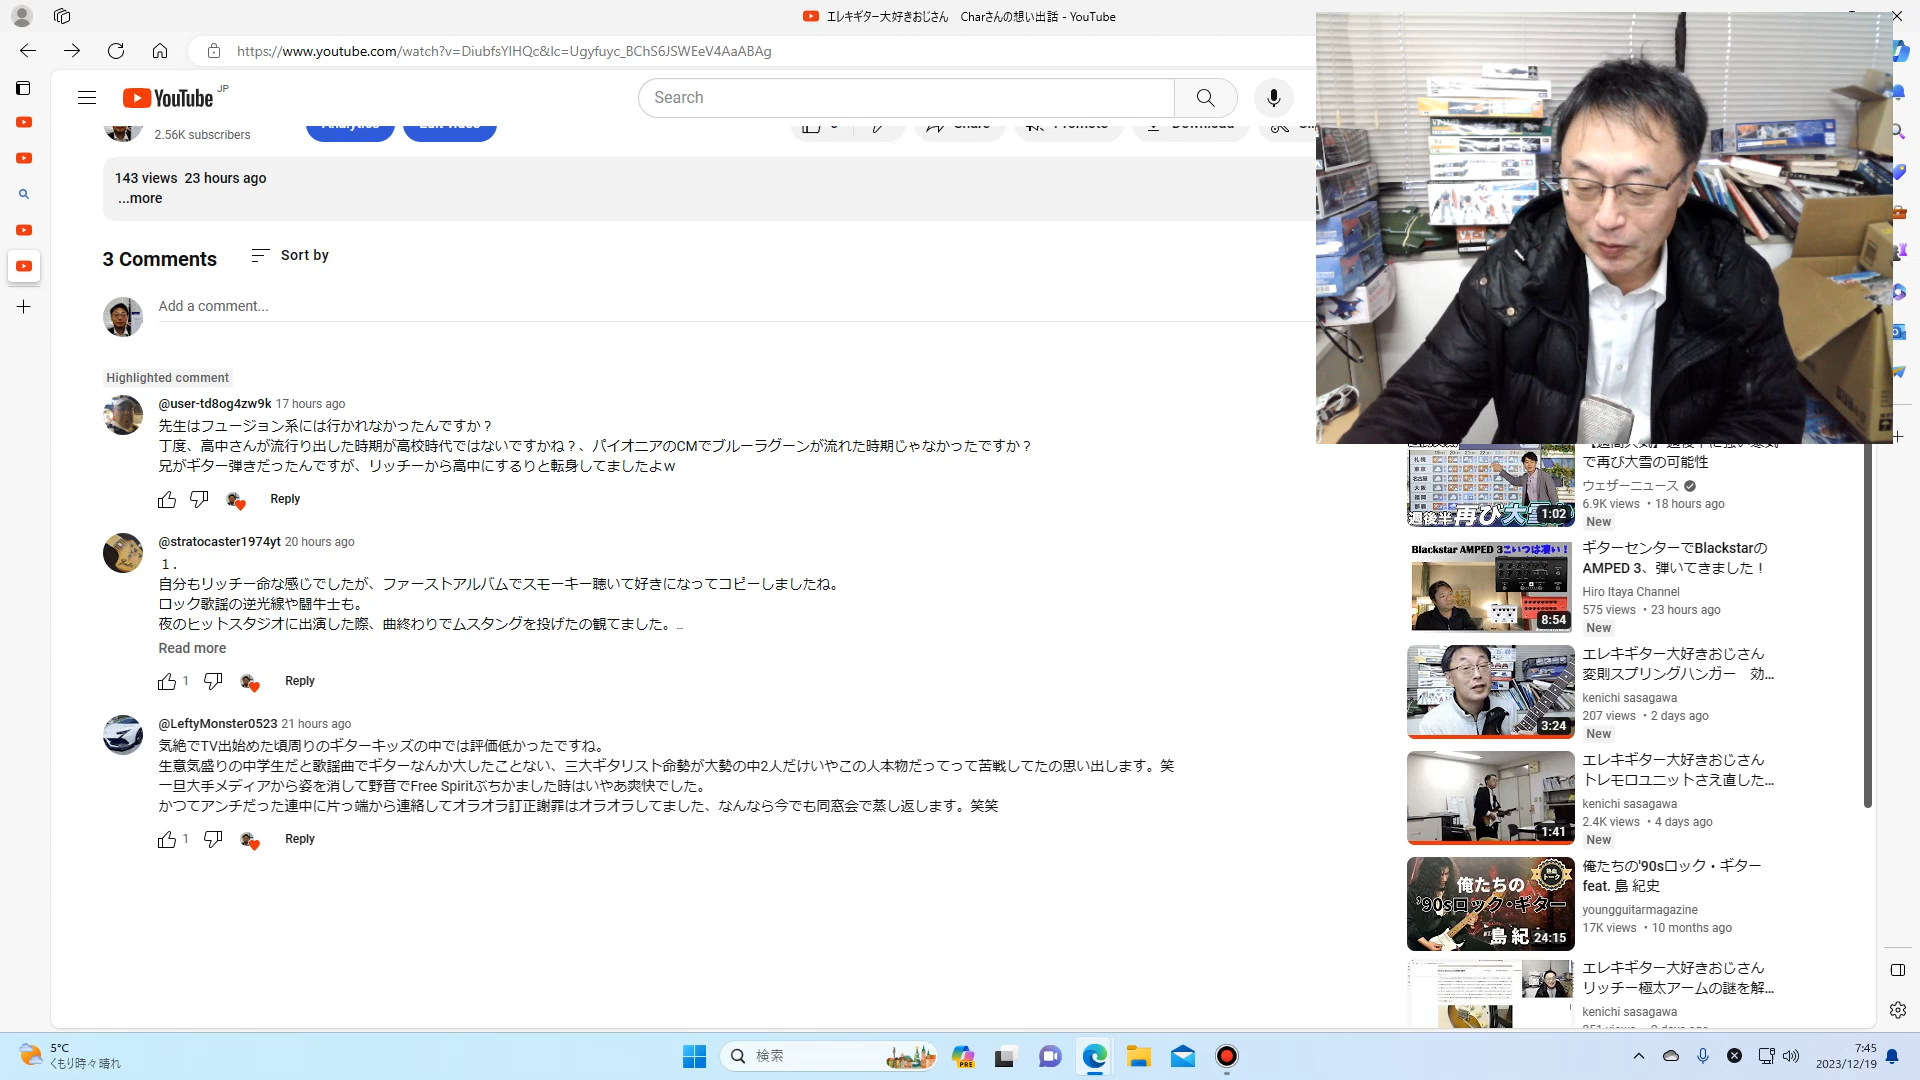 エレキギター大好きおじさん　Charさんの想い出話 - YouTube
https://www.youtube.com/watch?v=DiubfsYIHQc&lc=Ugyfuyc_BChS6JSWEeV4AaABAg
YouTube JP
Search
2.56K subscribers
Analytics
Edit video
Share
Promote
Download
143 views 23 hours ago
...more
3 Comments
Sort by
Add a comment...
Highlighted comment
@user-td8og4zw9k 17 hours ago
先生はフュージョン系には行かれなかったんですか？
丁度、高中さんが流行り出した時期が高校時代ではないですかね？、パイオニアのCMでブルーラグーンが流れた時期じゃなかったですか？
兄がギター弾きだったんですが、リッチーから高中にするりと転身してましたよw
Reply
@stratocaster1974yt 20 hours ago
１．
自分もリッチー命な感じでしたが、ファーストアルバムでスモーキー聴いて好きになってコピーしましたね。
ロック歌謡の逆光線や闘牛士も。
夜のヒットスタジオに出演した際、曲終わりでムスタングを投げたの観てました。...
Read more
1
Reply
@LeftyMonster0523 21 hours ago
気絶でTV出始めた頃周りのギターキッズの中では評価低かったですね。
生意気盛りの中学生だと歌謡曲でギターなんか大したことない、三大ギタリスト命勢が大勢の中2人だけいやこの人本物だってって苦戦してたの思い出します。笑
一旦大手メディアから姿を消して野音でFree Spiritぶちかました時はいやあ爽快でした。
かつてアンチだった連中に片っ端から連絡してオラオラ訂正謝罪はオラオラしてました、なんなら今でも同窓会で蒸し返します。笑笑
1
Reply
で再び大雪の可能性
ウェザーニュース
6.9K views ・18 hours ago
New
週後半再び大雪
1:02
Blackstar AMPED 3こいつは凄い！
8:54
ギターセンターでBlackstarの
AMPED 3、弾いてきました！
Hiro Itaya Channel
575 views ・23 hours ago
New
3:24
エレキギター大好きおじさん
変則スプリングハンガー　効...
kenichi sasagawa
207 views ・2 days ago
New
1:41
エレキギター大好きおじさん
トレモロユニットさえ直した...
kenichi sasagawa
2.4K views ・4 days ago
New
俺たちの
'90sロック・ギター
島 紀
24:15
俺たちの'90sロック・ギター
feat. 島 紀史
youngguitarmagazine
17K views ・10 months ago
エレキギター大好きおじさん
リッチー極太アームの謎を解...
kenichi sasagawa
5°C
くもり時々晴れ
検索
PRE
7:45
2023/12/19